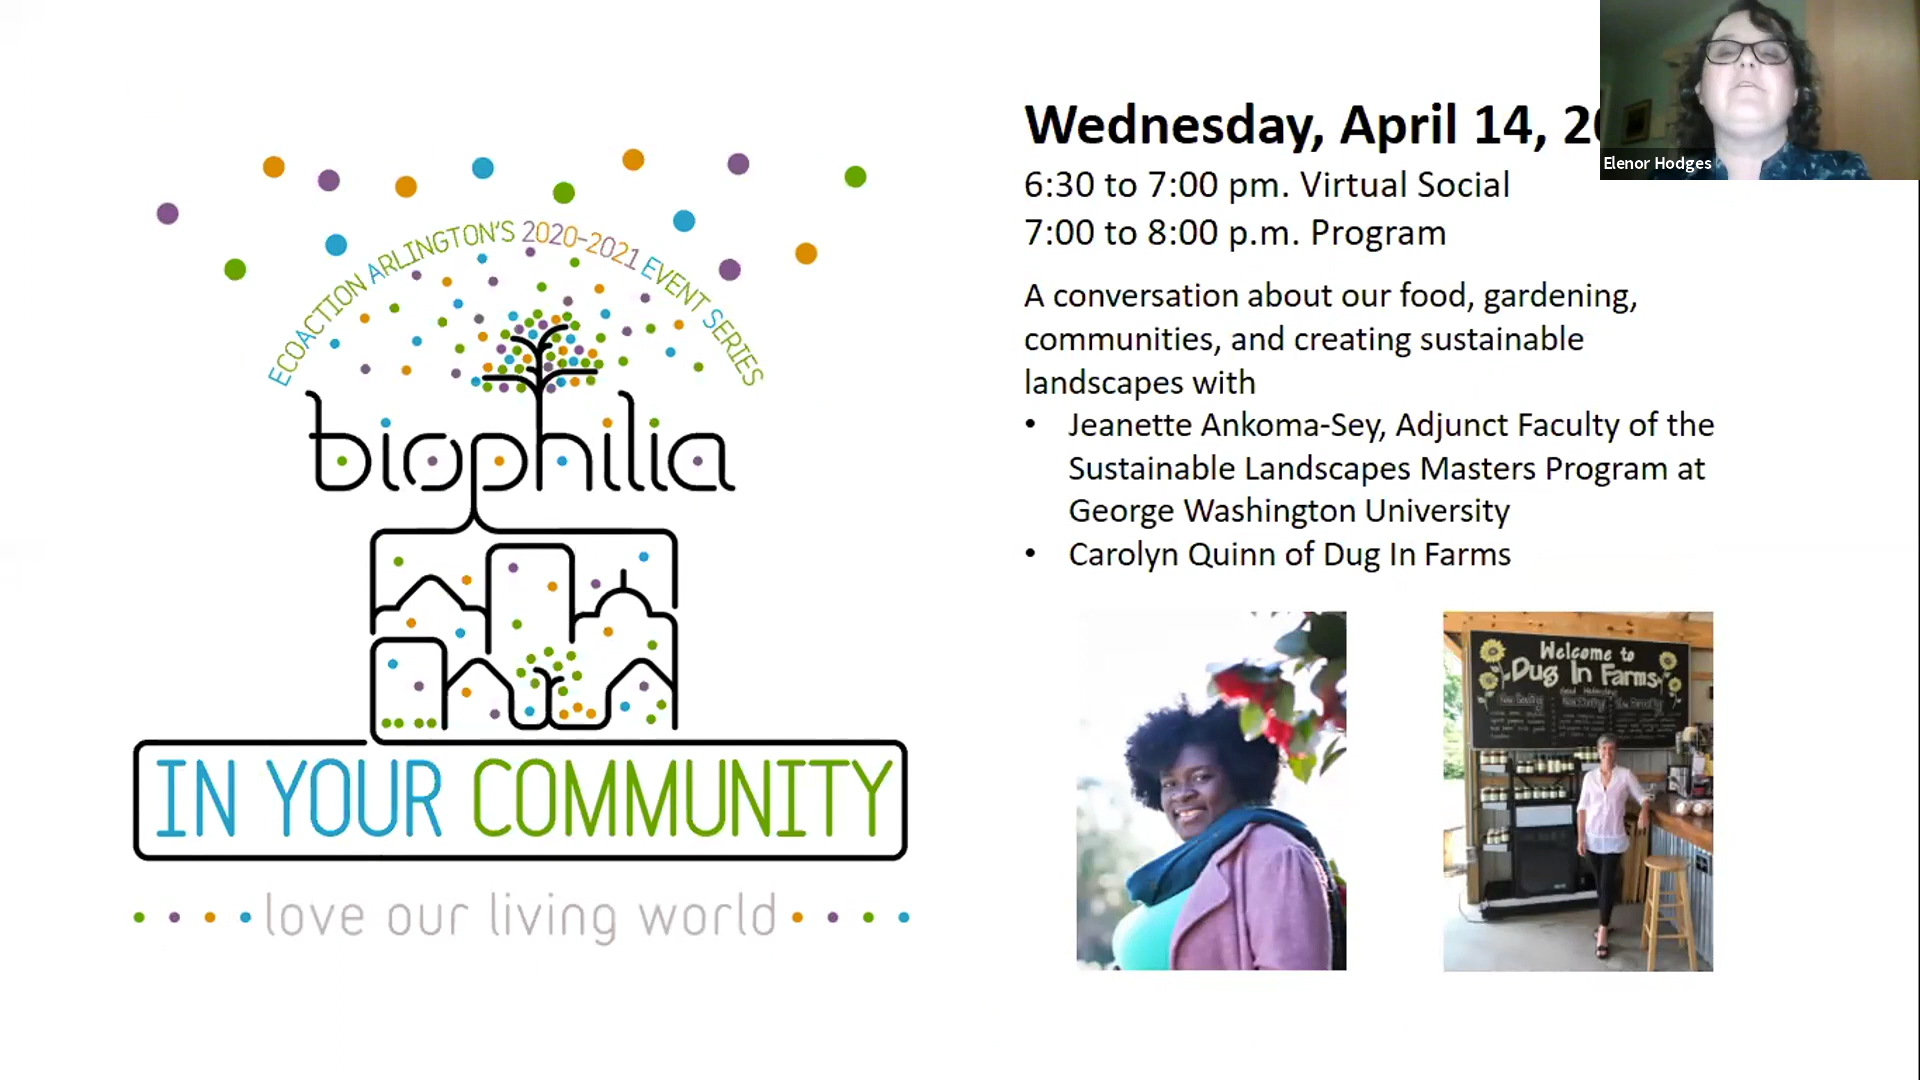 Wednesday, April 14, 20
Elenor Hodges
6:30 to 7:00 pm. Virtual Social
7:00 to 8:00 p.m. Program
A conversation about our food, gardening,
communities, and creating sustainable
landscapes with
• Jeanette Ankoma-Sey, Adjunct Faculty of the
Sustainable Landscapes Masters Program at
George Washington University
• Carolyn Quinn of Dug In Farms
ECOACTION ARLINGTON'S 2020-2021 EVENT SERIES
biophilia
IN YOUR COMMUNITY
love our living world
Welcome to
Dug In Farms